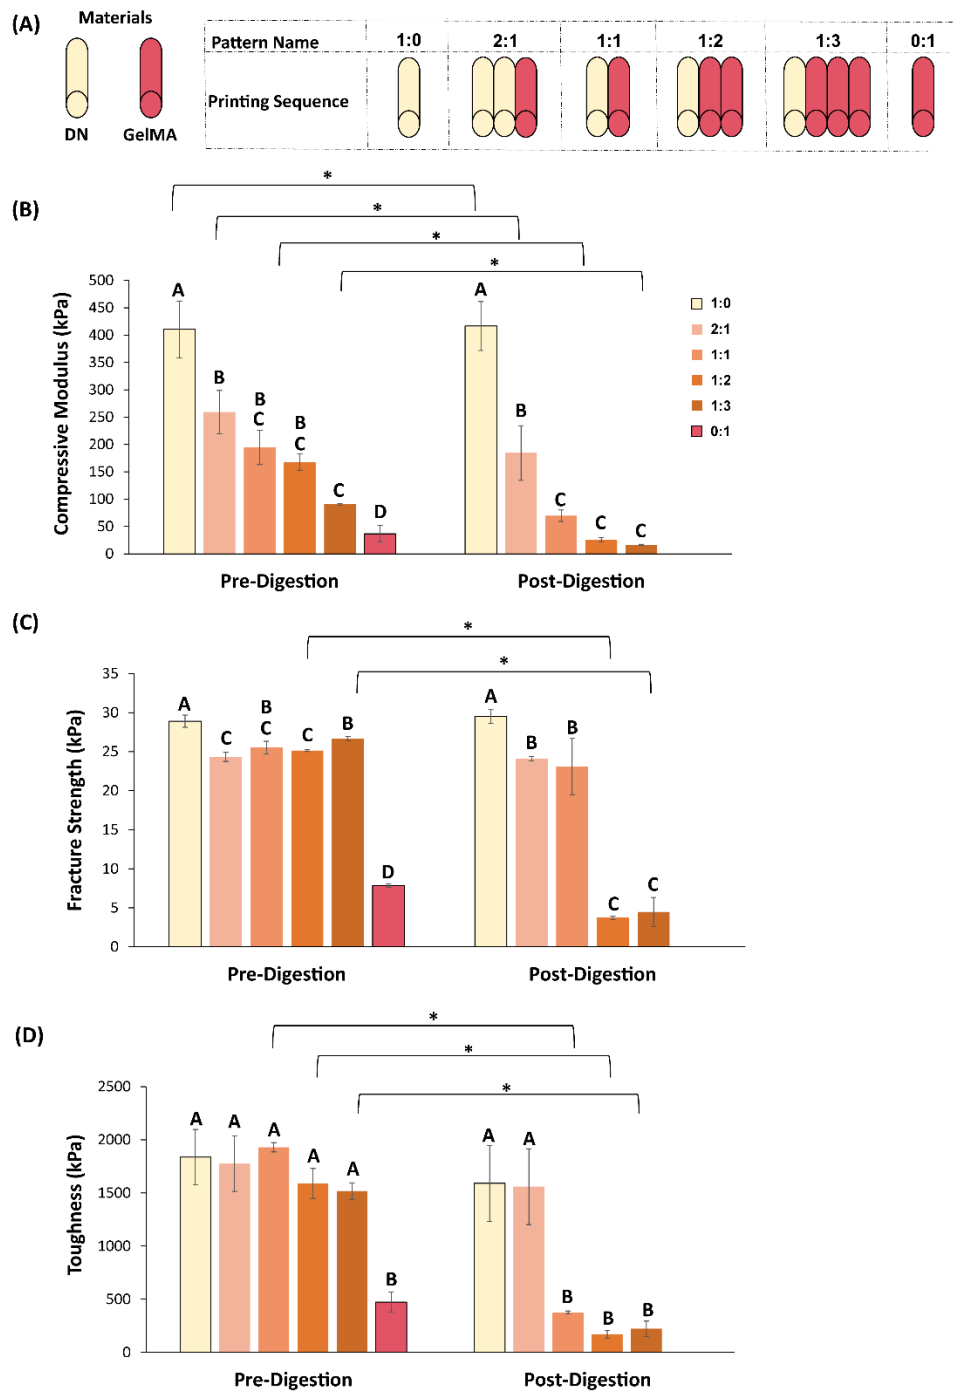 (A)
Materials
DN
GelMA
Pattern Name 1:0 2:1 1:1 1:2 1:3 0:1
Printing Sequence
(B)
*
*
*
*
Compressive Modulus (kPa)
500
450
400
350
300
250
200
150
100
50
0
A
B
B
C
B
C
C
D
A
B
C
C
C
Pre-Digestion
Post-Digestion
1:0
2:1
1:1
1:2
1:3
0:1
(C)
*
*
Fracture Strength (kPa)
35
30
25
20
15
10
5
0
A
C
B
C
C
B
D
A
B
B
C
C
Pre-Digestion
Post-Digestion
(D)
*
*
*
Toughness (kPa)
2500
2000
1500
1000
500
0
A
A
A
A
A
B
A
A
B
B
B
Pre-Digestion
Post-Digestion